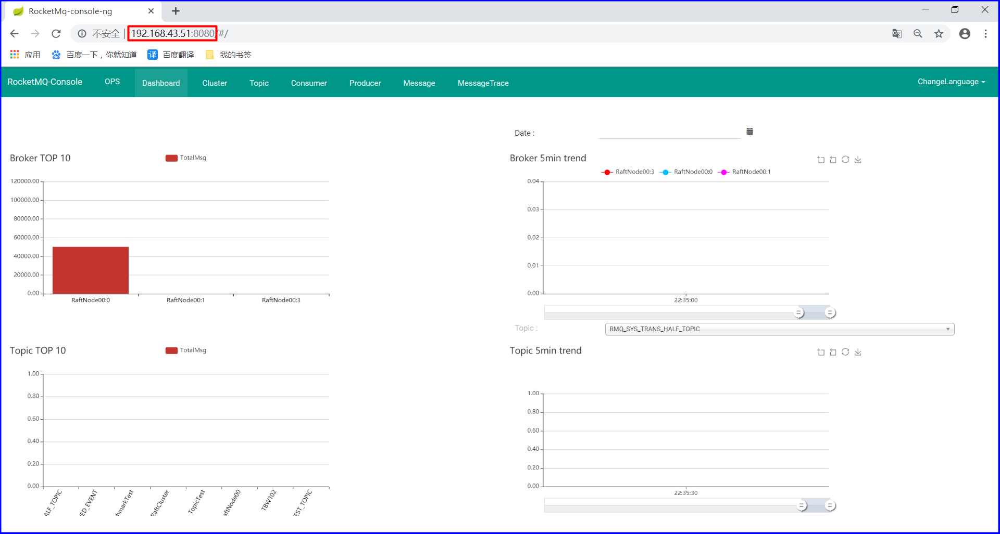 RocketMq-console-ng
不安全 | 192.168.43.51:8080/#/
应用 百度一下，你就知道 译 百度翻译 我的书签
RocketMQ-Console OPS Dashboard Cluster Topic Consumer Producer Message MessageTrace ChangeLanguage
Date :
Broker TOP 10
TotalMsg
120000.00
100000.00
80000.00
60000.00
40000.00
20000.00
0.00
RaftNode00:0 RaftNode00:1 RaftNode00:3
Broker 5min trend
RaftNode00:3 RaftNode00:0 RaftNode00:1
0.04
0.03
0.02
0.01
0.00
22:35:00
Topic : RMQ_SYS_TRANS_HALF_TOPIC
Topic TOP 10
TotalMsg
1.00
0.80
0.60
0.40
0.20
0.00
ALF_TOPIC
ED_EVENT
hmarkTest
RaftCluster
TopicTest
aftNode00
TBW102
EST_TOPIC
Topic 5min trend
1.00
0.80
0.60
0.40
0.20
0.00
22:35:30